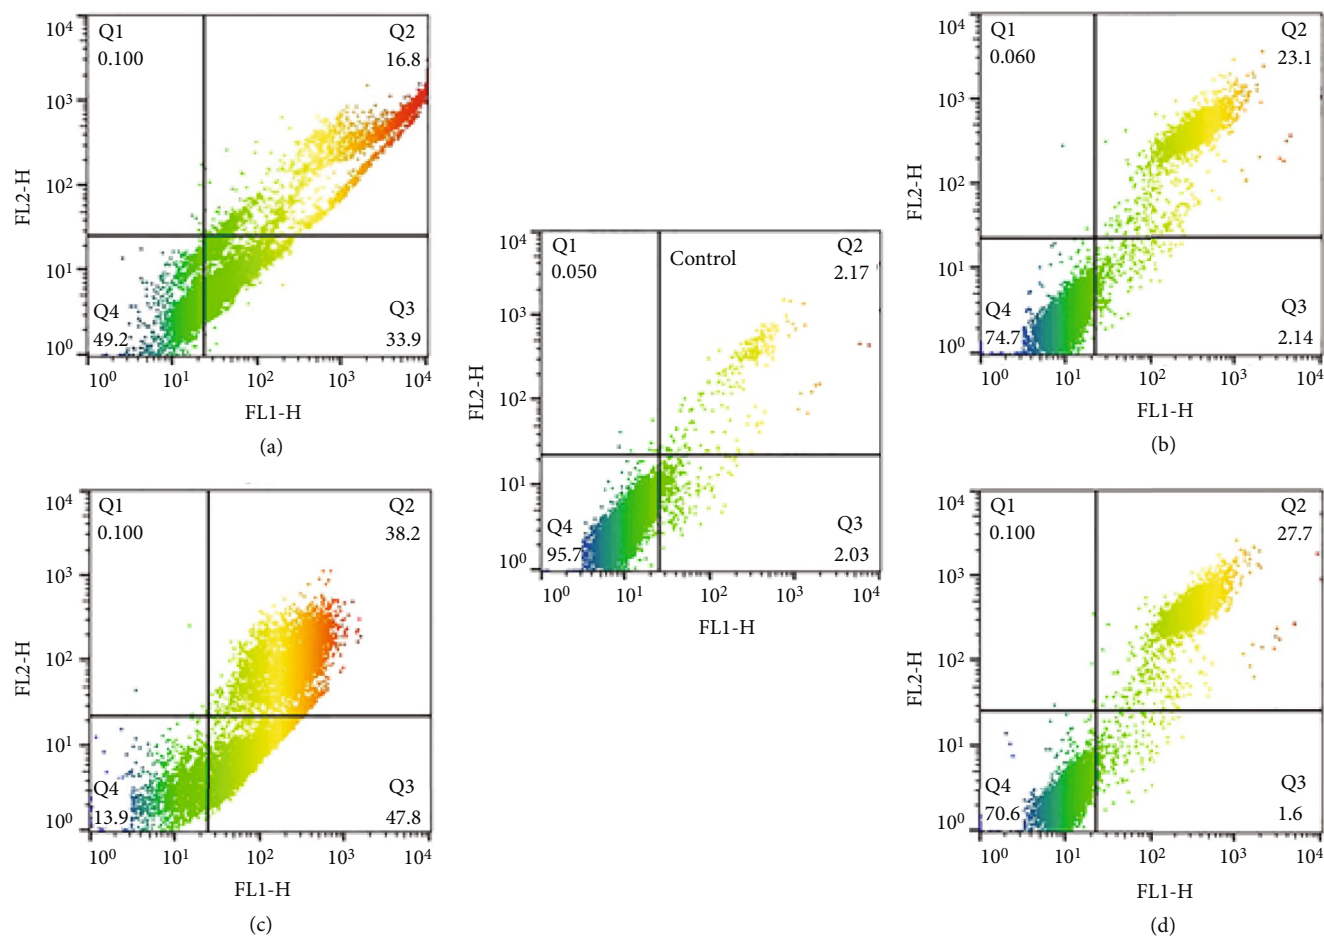 10⁴
Q1
Q2
0.100
16.8
10³
10²
10¹
Q4
Q3
49.2
33.9
10⁰
10⁰ 10¹ 10² 10³ 10⁴
FL2-H
FL1-H
(a)
10⁴
Q1
Q2
0.060
23.1
10³
10²
10¹
Q4
Q3
74.7
2.14
10⁰
10⁰ 10¹ 10² 10³ 10⁴
FL2-H
FL1-H
(b)
10⁴
Q1
Control
Q2
0.050
2.17
10³
10²
10¹
Q4
Q3
95.7
2.03
10⁰
10⁰ 10¹ 10² 10³ 10⁴
FL2-H
FL1-H
10⁴
Q1
Q2
0.100
38.2
10³
10²
10¹
Q4
Q3
13.9
47.8
10⁰
10⁰ 10¹ 10² 10³ 10⁴
FL2-H
FL1-H
(c)
10⁴
Q1
Q2
0.100
27.7
10³
10²
10¹
Q4
Q3
70.6
1.6
10⁰
10⁰ 10¹ 10² 10³ 10⁴
FL2-H
FL1-H
(d)